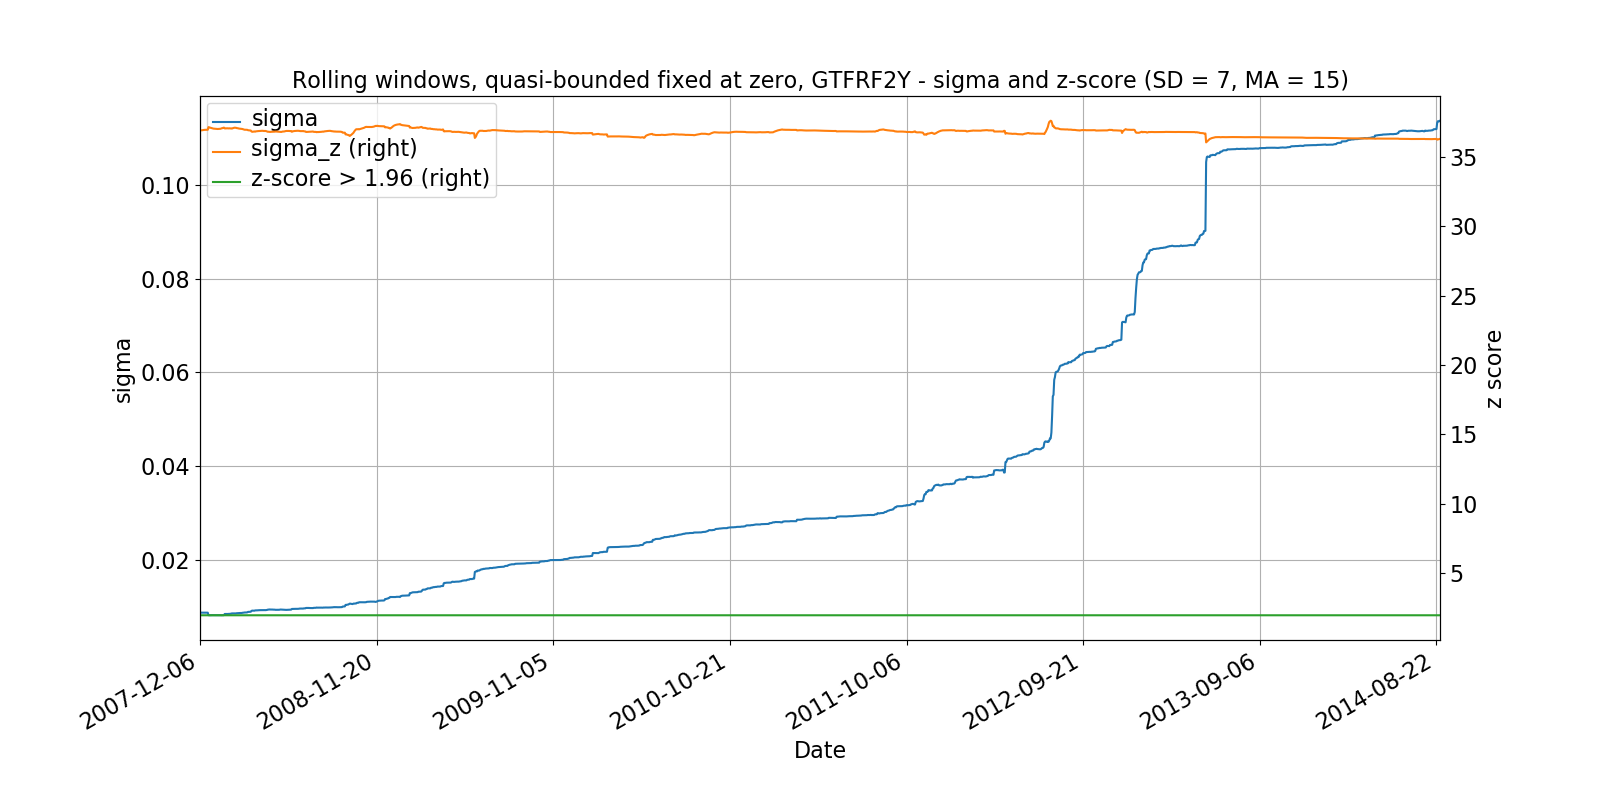 Rolling windows, quasi-bounded fixed at zero, GTFRF2Y - sigma and z-score (SD = 7, MA = 15)
sigma
sigma_z (right)
z-score > 1.96 (right)
0.10
0.08
0.06
0.04
0.02
sigma
35
30
25
20
15
10
5
z score
2007-12-06
2008-11-20
2009-11-05
2010-10-21
2011-10-06
2012-09-21
2013-09-06
2014-08-22
Date